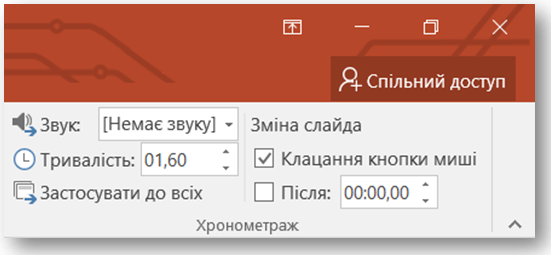 Спільний доступ
Звук: [Немає звуку] Зміна слайда
Тривалість: 01,60 Клацання кнопки миші
Застосувати до всіх Після: 00:00,00
Хронометраж